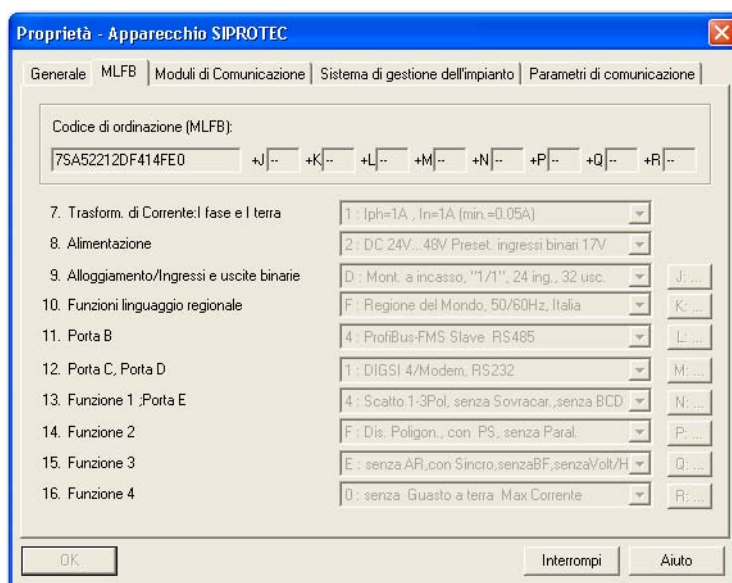 Proprietà - Apparecchio SIPROTEC
Generale MLFB Moduli di Comunicazione Sistema di gestione dell'impianto Parametri di comunicazione
Codice di ordinazione (MLFB):
7SA52212DF414FE0 +J -- +K -- +L -- +M -- +N -- +P -- +Q -- +R --
7. Trasform. di Corrente:I fase e I terra 1 : Iph=1A , In=1A (min.=0.05A)
8. Alimentazione 2 : DC 24V...48V Preset. ingressi binari 17V
9. Alloggiamento/Ingressi e uscite binarie D : Mont. a incasso, "1/1", 24 ing., 32 usc. J: ...
10. Funzioni linguaggio regionale F : Regione del Mondo, 50/60Hz, Italia K: ...
11. Porta B 4 : ProfiBus-FMS Slave RS485 L: ...
12. Porta C, Porta D 1 : DIGSI 4/Modem, RS232 M: ...
13. Funzione 1 ;Porta E 4 : Scatto 1-3Pol, senza Sovracar.,senza BCD N: ...
14. Funzione 2 F : Dis. Poligon., con PS, senza Paral. P: ...
15. Funzione 3 E : senza AR,con Sincro,senzaBF,senzaVolt/H Q: ...
16. Funzione 4 0 : senza Guasto a terra Max Corrente R: ...
OK Interrompi Aiuto